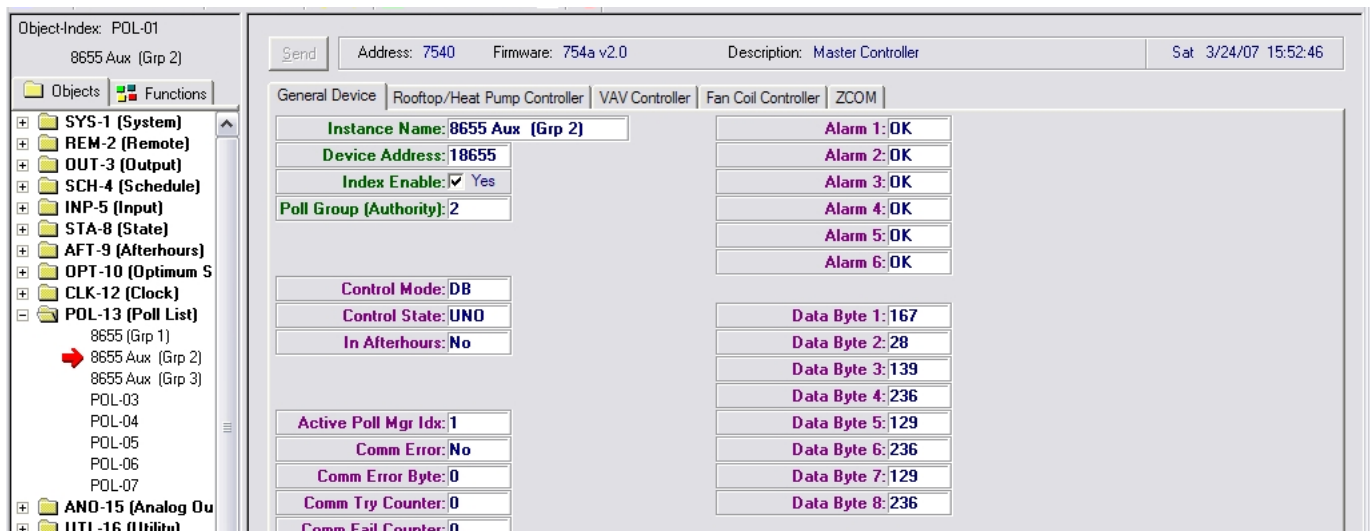 Object-Index: POL-01
8655 Aux (Grp 2)
Objects Functions
SYS-1 (System)
REM-2 (Remote)
OUT-3 (Output)
SCH-4 (Schedule)
INP-5 (Input)
STA-8 (State)
AFT-9 (Afterhours)
OPT-10 (Optimum S
CLK-12 (Clock)
POL-13 (Poll List)
8655 (Grp 1)
8655 Aux (Grp 2)
8655 Aux (Grp 3)
POL-03
POL-04
POL-05
POL-06
POL-07
ANO-15 (Analog Ou
UTL-16 (Utility)
Send Address: 7540 Firmware: 754a v2.0 Description: Master Controller Sat 3/24/07 15:52:46
General Device Rooftop/Heat Pump Controller VAV Controller Fan Coil Controller ZCOM
Instance Name: 8655 Aux (Grp 2)
Device Address: 18655
Index Enable: Yes
Poll Group (Authority): 2
Control Mode: DB
Control State: UNO
In Afterhours: No
Active Poll Mgr Idx: 1
Comm Error: No
Comm Error Byte: 0
Comm Try Counter: 0
Comm Fail Counter: 0
Alarm 1: OK
Alarm 2: OK
Alarm 3: OK
Alarm 4: OK
Alarm 5: OK
Alarm 6: OK
Data Byte 1: 167
Data Byte 2: 28
Data Byte 3: 139
Data Byte 4: 236
Data Byte 5: 129
Data Byte 6: 236
Data Byte 7: 129
Data Byte 8: 236